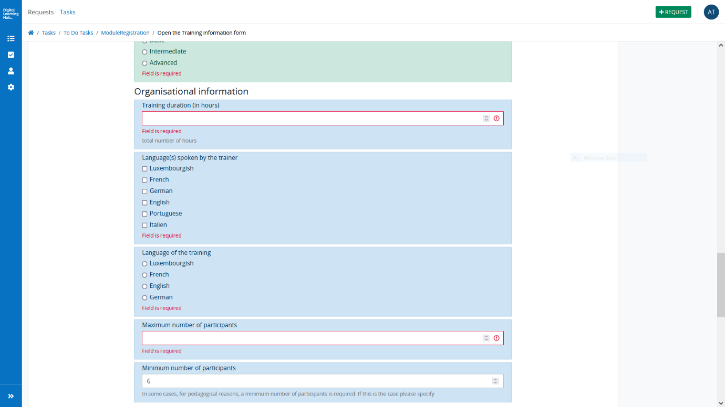 Digital
Learning
Hub
Requests Tasks
+ REQUEST
AT
/ Tasks / To Do Tasks / ModuleRegistration / Open the Training Information form
Intermediate
Advanced
Field is required
Organisational information
Training duration (in hours)
Field is required
total number of hours
Language(s) spoken by the trainer
Luxembourgish
French
German
English
Portuguese
Italien
Field is required
Language of the training
Luxembourgish
French
English
German
Field is required
Maximum number of participants
Field is required
Minimum number of participants
6
In some cases, for pedagogical reasons, a minimum number of participants is required. If this is the case please specify